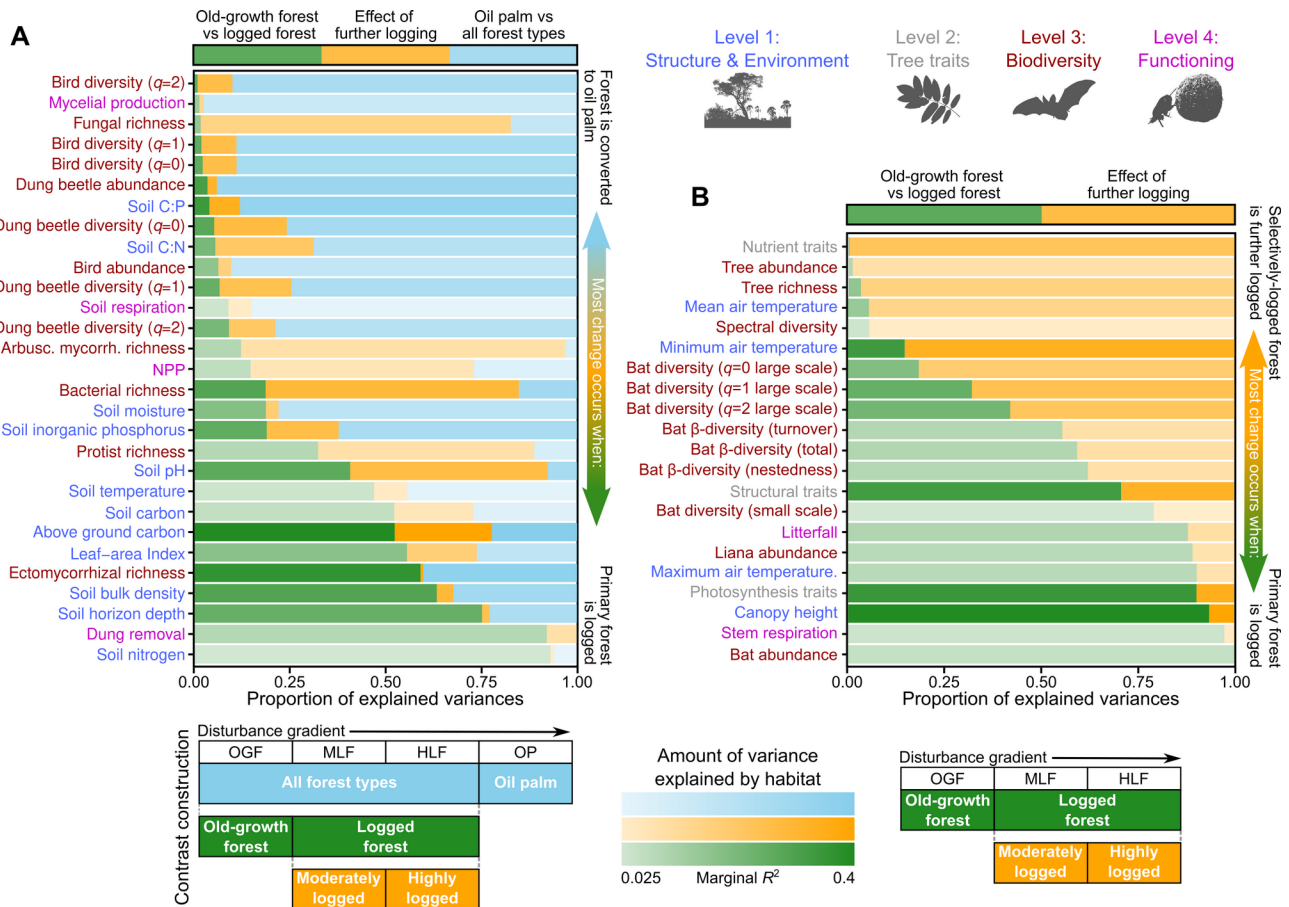 A
Old-growth forest
vs logged forest
Effect of
further logging
Oil palm vs
all forest types
Bird diversity (q=2)
Mycelial production
Fungal richness
Bird diversity (q=1)
Bird diversity (q=0)
Dung beetle abundance
Soil C:P
Dung beetle diversity (q=0)
Soil C:N
Bird abundance
Dung beetle diversity (q=1)
Soil respiration
Dung beetle diversity (q=2)
Arbusc. mycorrh. richness
NPP
Bacterial richness
Soil moisture
Soil inorganic phosphorus
Protist richness
Soil pH
Soil temperature
Soil carbon
Above ground carbon
Leaf−area Index
Ectomycorrhizal richness
Soil bulk density
Soil horizon depth
Dung removal
Soil nitrogen
0.00
0.25
0.50
0.75
1.00
Proportion of explained variances
Forest is converted
to oil palm
Most change occurs when:
Primary forest
is logged
Level 1:
Structure & Environment
Level 2:
Tree traits
Level 3:
Biodiversity
Level 4:
Functioning
B
Old-growth forest
vs logged forest
Effect of
further logging
Nutrient traits
Tree abundance
Tree richness
Mean air temperature
Spectral diversity
Minimum air temperature
Bat diversity (q=0 large scale)
Bat diversity (q=1 large scale)
Bat diversity (q=2 large scale)
Bat β-diversity (turnover)
Bat β-diversity (total)
Bat β-diversity (nestedness)
Structural traits
Bat diversity (small scale)
Litterfall
Liana abundance
Maximum air temperature.
Photosynthesis traits
Canopy height
Stem respiration
Bat abundance
0.00
0.25
0.50
0.75
1.00
Proportion of explained variances
Selectively-logged forest
is further logged
Most change occurs when:
Primary forest
is logged
Contrast construction
Disturbance gradient
OGF
MLF
HLF
OP
All forest types
Oil palm
Old-growth
forest
Logged
forest
Moderately
logged
Highly
logged
Amount of variance
explained by habitat
0.025
Marginal R²
0.4
Disturbance gradient
OGF
MLF
HLF
Old-growth
forest
Logged
forest
Moderately
logged
Highly
logged